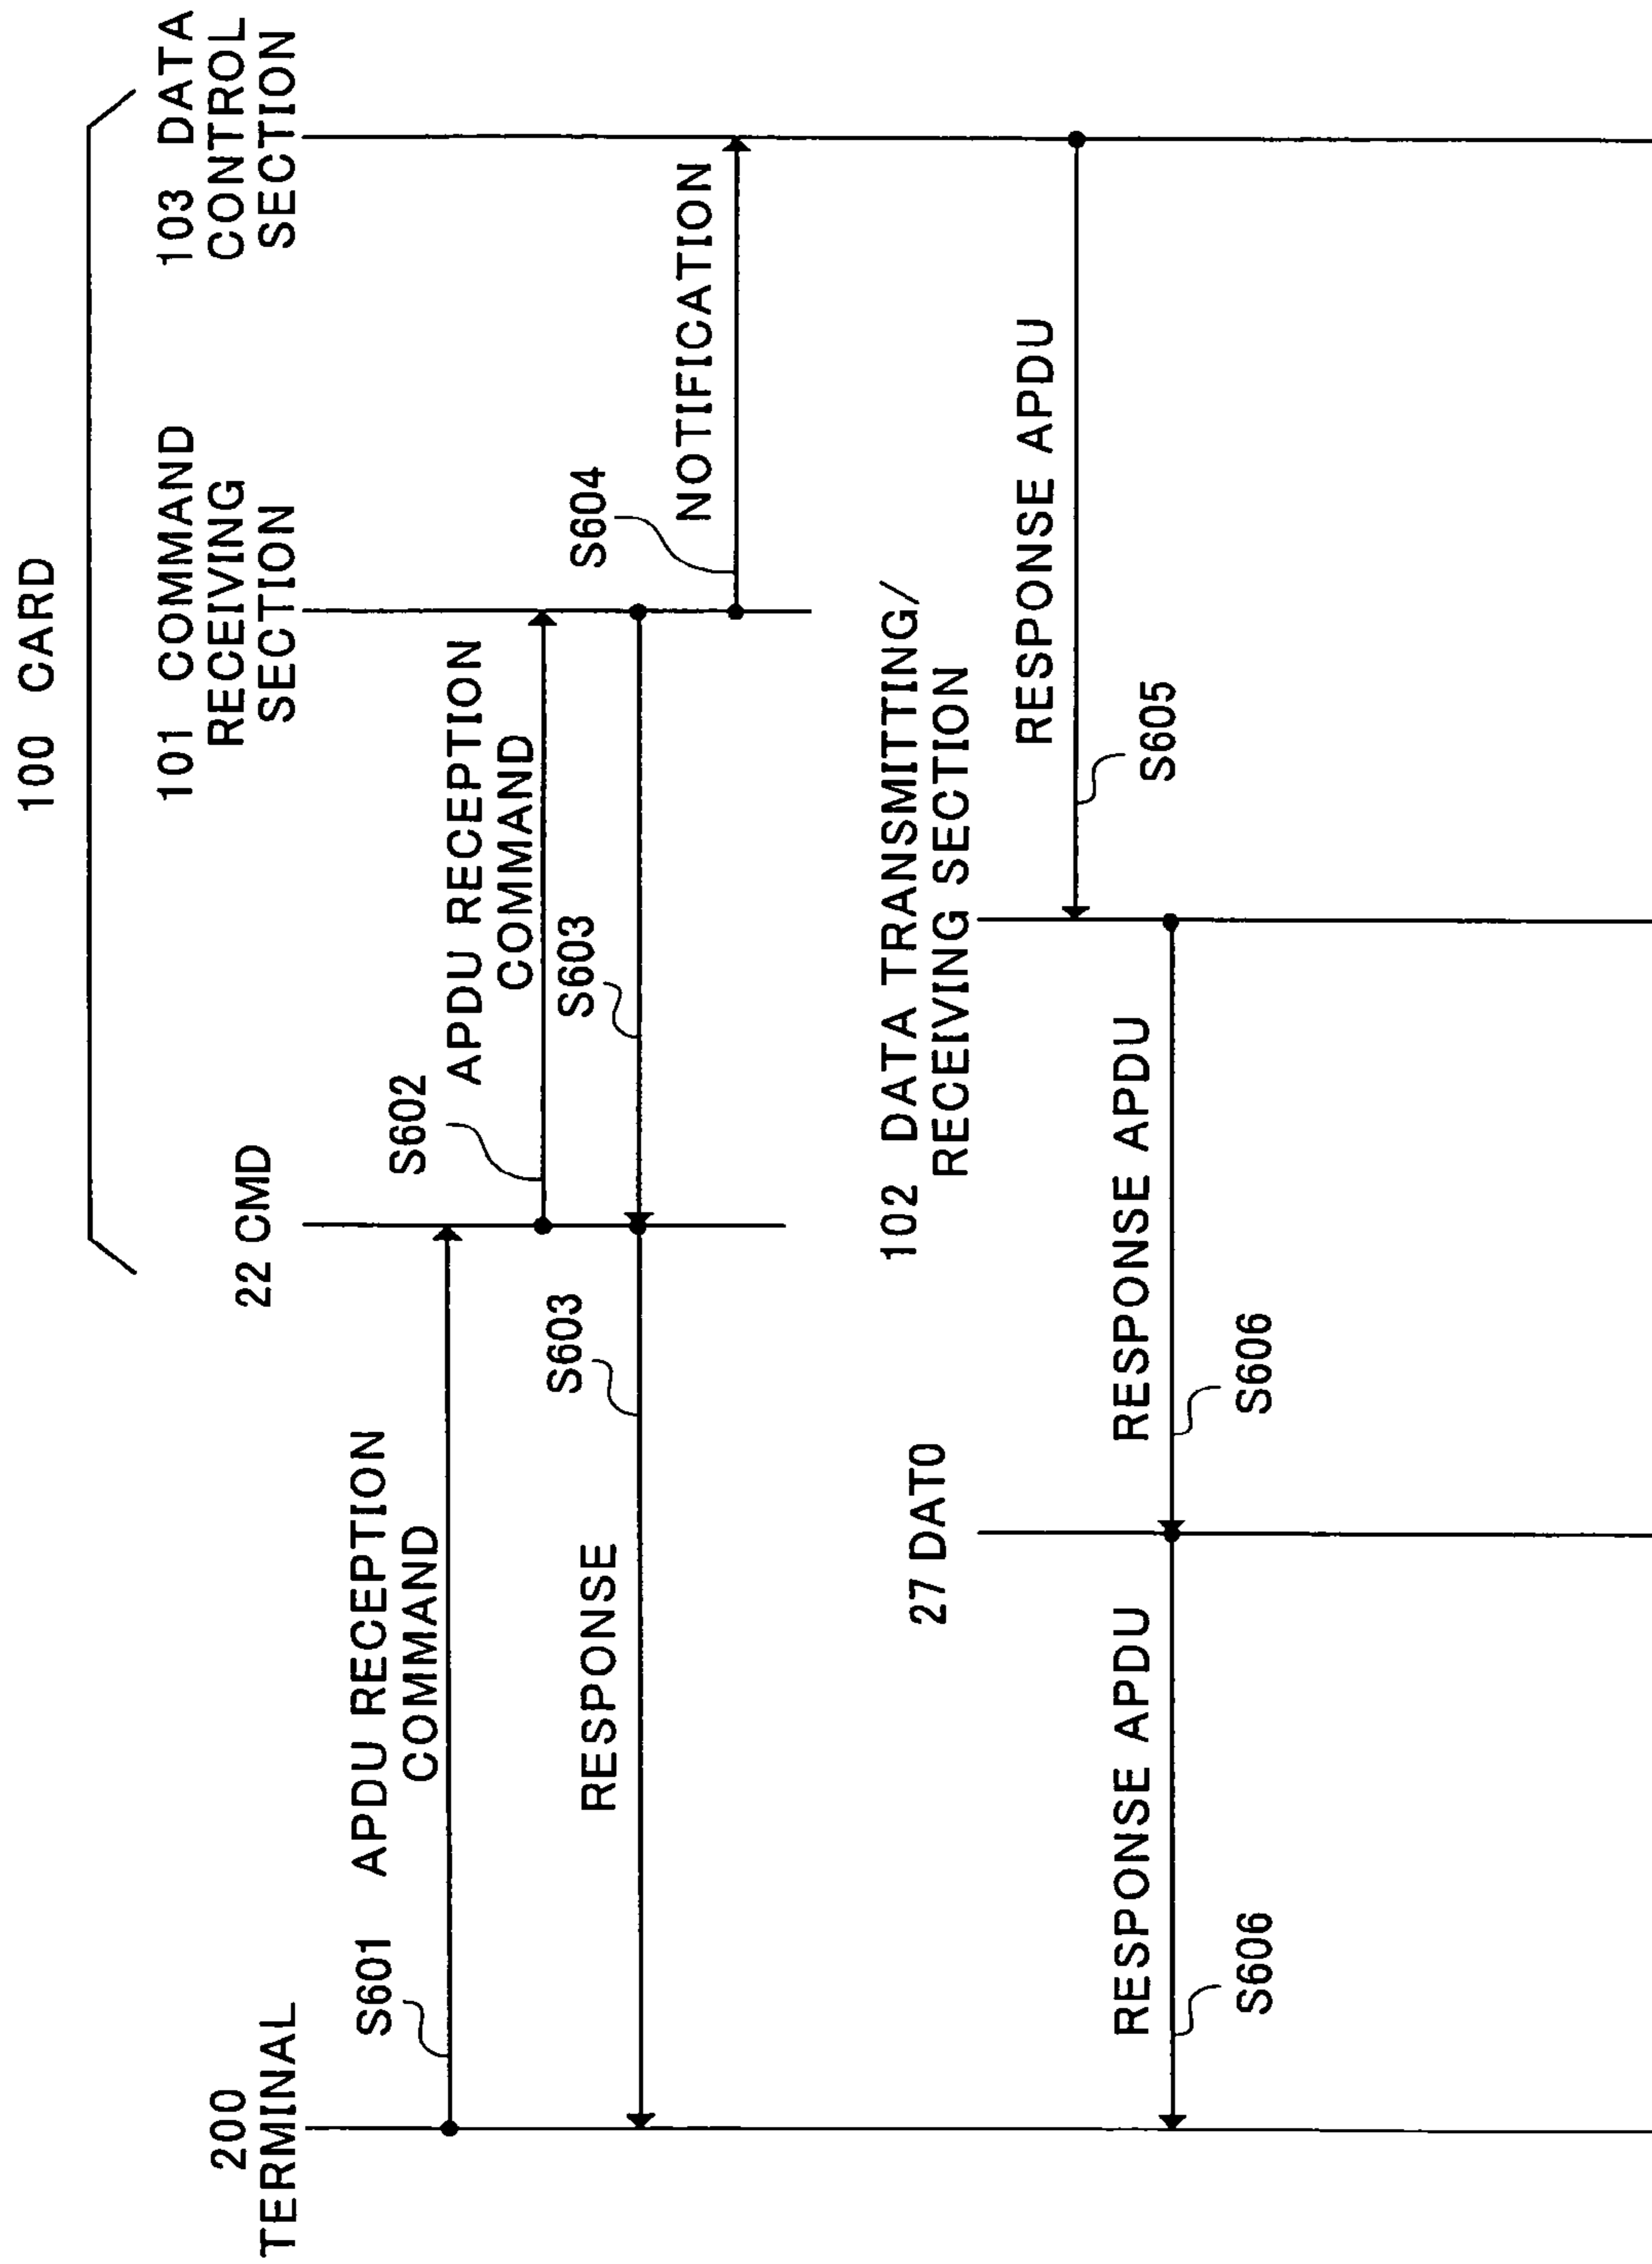 100 CARD
200
TERMINAL
22 CMD
101 COMMAND
RECEIVING
SECTION
103 DATA
CONTROL
SECTION
S601
APDU RECEPTION
COMMAND
S602
APDU RECEPTION
COMMAND
S603
RESPONSE
S603
S604
NOTIFICATION
27 DAT0
102 DATA TRANSMITTING/
RECEIVING SECTION
RESPONSE APDU
S605
RESPONSE APDU
S606
RESPONSE APDU
S606